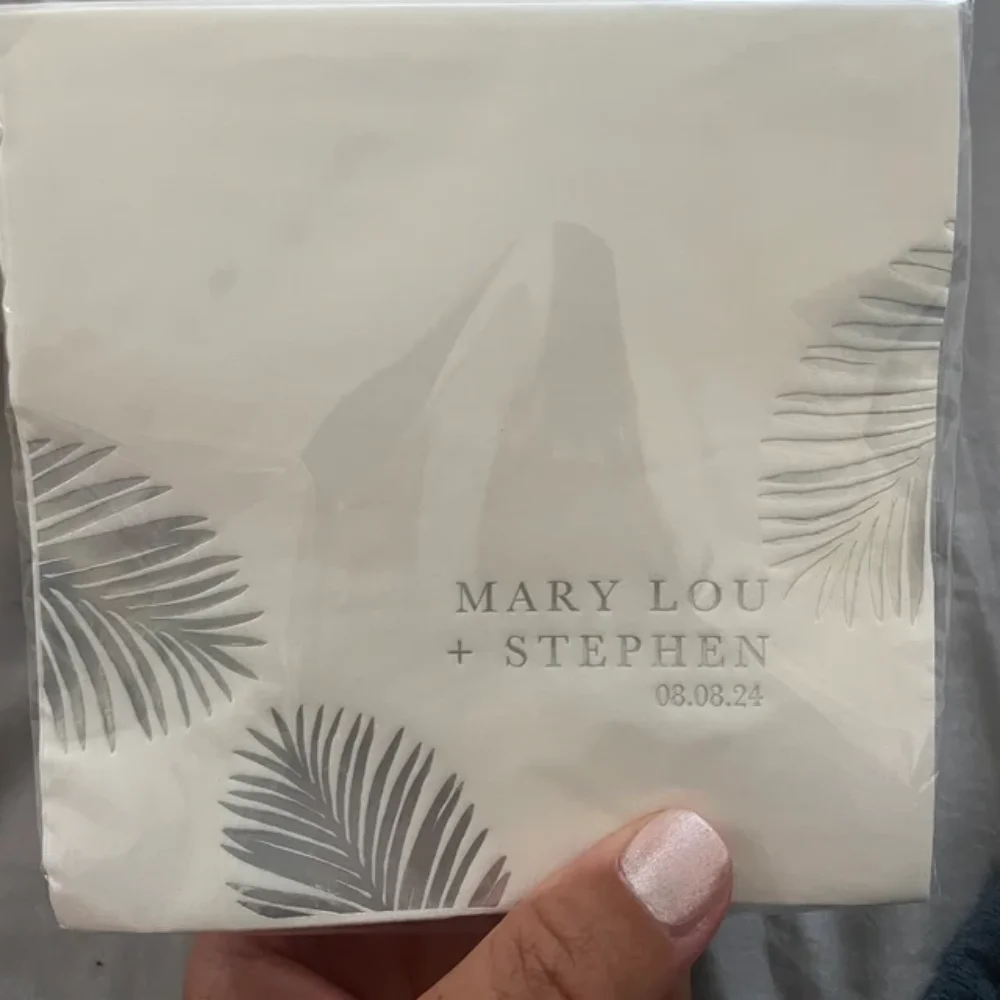 MARY LOU
+ STEPHEN
08.08.24